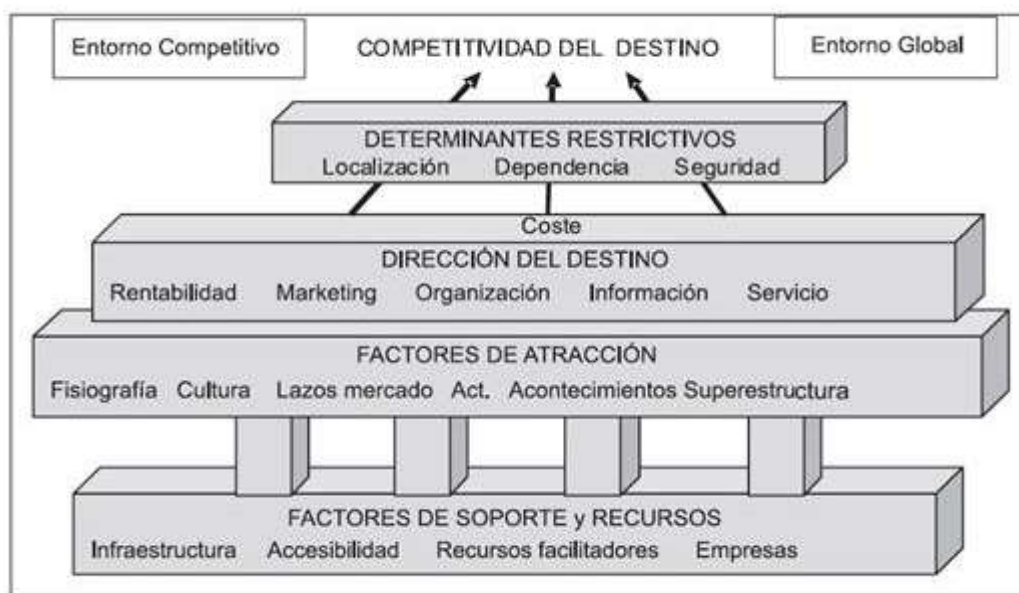 Entorno Competitivo
COMPETITIVIDAD DEL DESTINO
Entorno Global
DETERMINANTES RESTRICTIVOS
Localización Dependencia Seguridad
Coste
DIRECCIÓN DEL DESTINO
Rentabilidad Marketing Organización Información Servicio
FACTORES DE ATRACCIÓN
Fisiografía Cultura Lazos mercado Act. Acontecimientos Superestructura
FACTORES DE SOPORTE y RECURSOS
Infraestructura Accesibilidad Recursos facilitadores Empresas